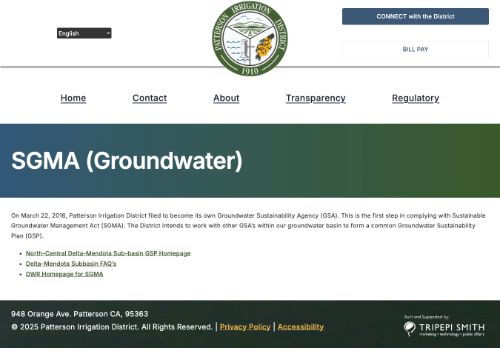 English
PATTERSON IRRIGATION DISTRICT
1910
CONNECT with the District
BILL PAY
Home Contact About Transparency Regulatory
SGMA (Groundwater)
On March 22, 2016, Patterson Irrigation District filed to become its own Groundwater Sustainability Agency (GSA). This is the first step in complying with Sustainable
Groundwater Management Act (SGMA). The District intends to work with other GSA's within our groundwater basin to form a common Groundwater Sustainability
Plan (GSP).
North-Central Delta-Mendota Sub-basin GSP Homepage
Delta-Mendota Subbasin FAQ's
DWR Homepage for SGMA
948 Orange Ave. Patterson CA, 95363
© 2025 Patterson Irrigation District. All Rights Reserved. | Privacy Policy | Accessibility
Built and Supported by:
TRIPEPI SMITH
marketing • technology • public affairs